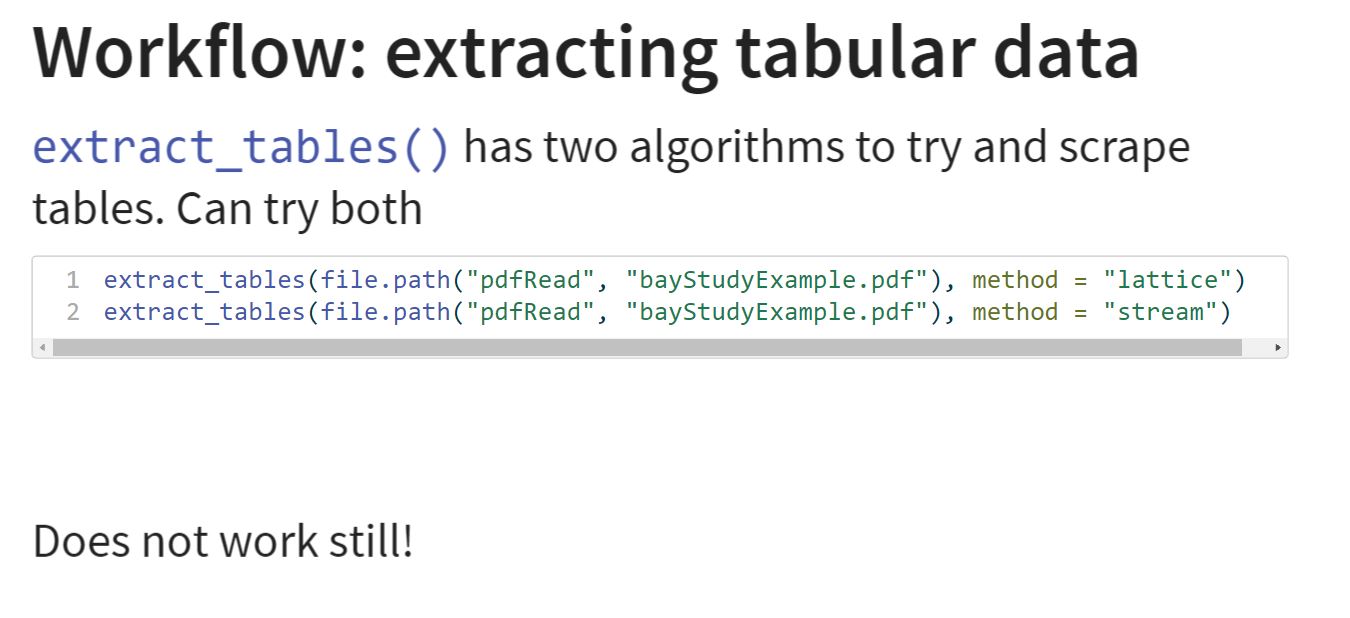 Workflow: extracting tabular data
extract_tables() has two algorithms to try and scrape
tables. Can try both
1 extract_tables(file.path("pdfRead", "bayStudyExample.pdf"), method = "lattice")
2 extract_tables(file.path("pdfRead", "bayStudyExample.pdf"), method = "stream")
Does not work still!